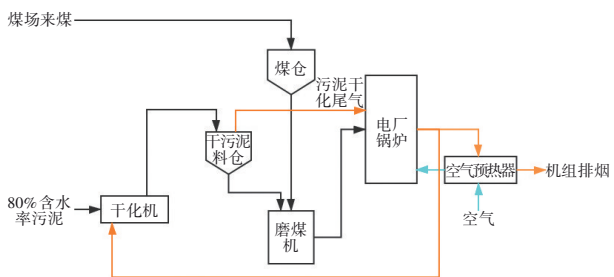 煤场来煤
煤仓
污泥干
化尾气
干污泥
料仓
电厂
锅炉
空气预热器
机组排烟
80%含水
率污泥
干化机
磨煤
机
空气